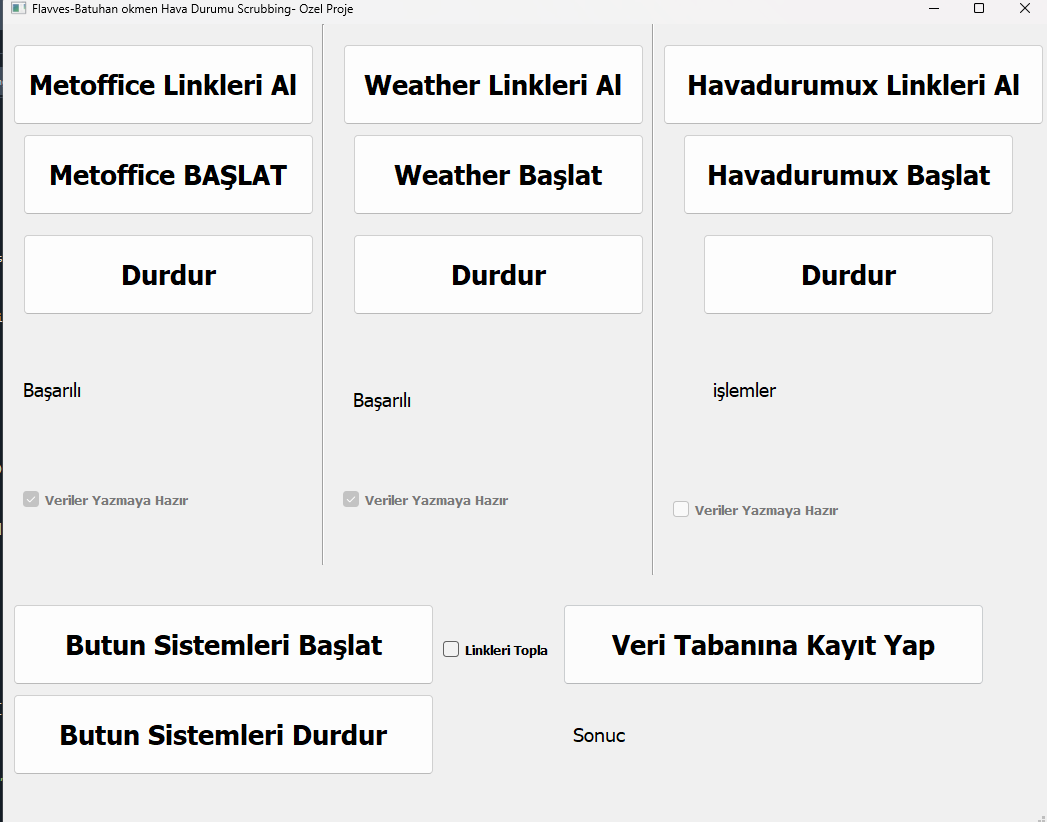 Flavves-Batuhan okmen Hava Durumu Scrubbing- Ozel Proje
Metoffice Linkleri Al
Weather Linkleri Al
Havadurumux Linkleri Al
Metoffice BAŞLAT
Weather Başlat
Havadurumux Başlat
Durdur
Durdur
Durdur
Başarılı
Başarılı
işlemler
Veriler Yazmaya Hazır
Veriler Yazmaya Hazır
Veriler Yazmaya Hazır
Butun Sistemleri Başlat
Linkleri Topla
Veri Tabanına Kayıt Yap
Butun Sistemleri Durdur
Sonuc